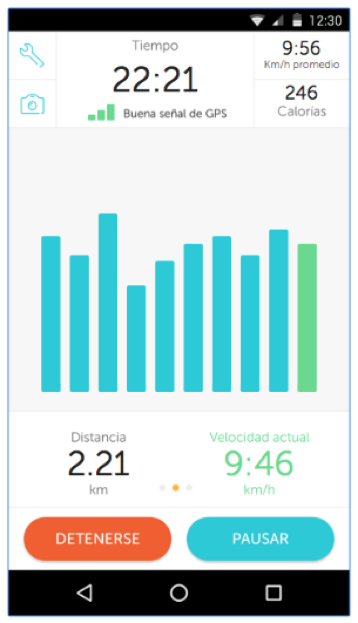 12:30
Tiempo
22:21
Buena señal de GPS
9:56
Km/h promedio
246
Calorías
Distancia
2.21
km
Velocidad actual
9:46
km/h
DETENERSE
PAUSAR